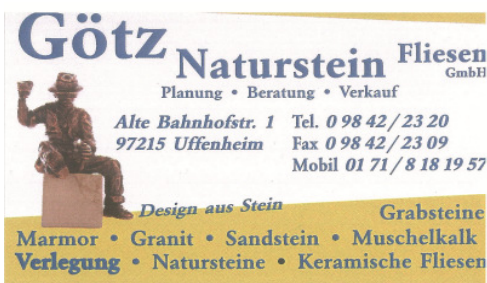 Götz
Naturstein Fliesen
GmbH
Planung • Beratung • Verkauf
Alte Bahnhofstr. 1 Tel. 0 98 42 / 23 20
97215 Uffenheim Fax 0 98 42 / 23 09
Mobil 01 71 / 8 18 19 57
Design aus Stein
Grabsteine
Marmor • Granit • Sandstein • Muschelkalk
Verlegung • Natursteine • Keramische Fliesen